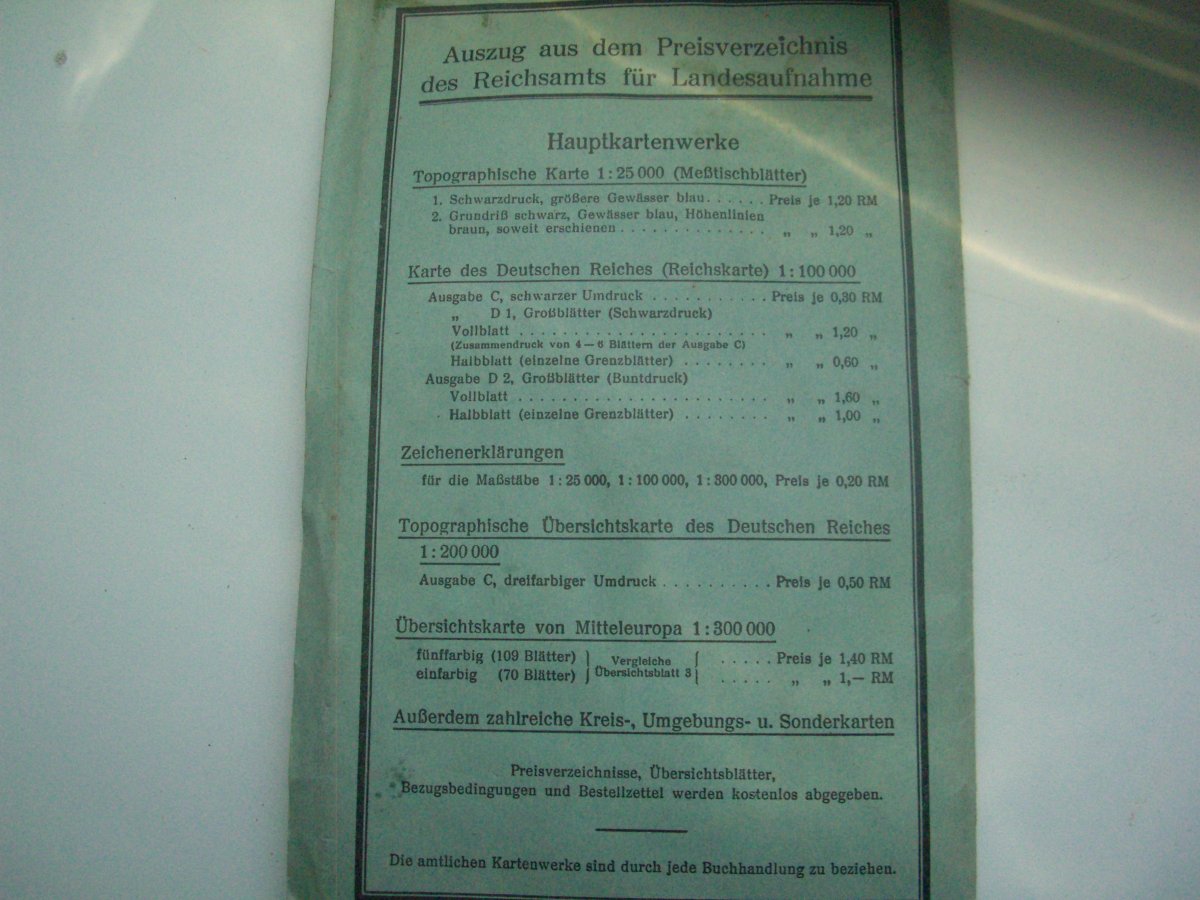 Auszug aus dem Preisverzeichnis
des Reichsamts für Landesaufnahme
Hauptkartenwerke
Topographische Karte 1:25 000 (Meßtischblätter)
1. Schwarzdruck, größere Gewässer blau. . . . . . Preis je 1,20 RM
2. Grundriß schwarz, Gewässer blau, Höhenlinien
braun, soweit erschienen . . . . . . . . . . . . . . „ „ 1,20 „
Karte des Deutschen Reiches (Reichskarte) 1:100 000
Ausgabe C, schwarzer Umdruck . . . . . . . . . . . Preis je 0,30 RM
„ D 1, Großblätter (Schwarzdruck)
Vollblatt . . . . . . . . . . . . . . . . . . . . . . . „ „ 1,20 „
(Zusammendruck von 4—6 Blättern der Ausgabe C)
Halbblatt (einzelne Grenzblätter) . . . . . . . . „ „ 0,60 „
Ausgabe D 2, Großblätter (Buntdruck)
Vollblatt . . . . . . . . . . . . . . . . . . . . . . . „ „ 1,60 „
Halbblatt (einzelne Grenzblätter) . . . . . . . . „ „ 1,00 „
Zeichenerklärungen
für die Maßstäbe 1:25 000, 1:100 000, 1:300 000, Preis je 0,20 RM
Topographische Übersichtskarte des Deutschen Reiches
1:200 000
Ausgabe C, dreifarbiger Umdruck . . . . . . . . . . Preis je 0,50 RM
Übersichtskarte von Mitteleuropa 1:300 000
fünffarbig (109 Blätter) } Vergleiche { . . . . . Preis je 1,40 RM
einfarbig (70 Blätter) } Übersichtsblatt 3 { . . . . . „ „ 1,— RM
Außerdem zahlreiche Kreis-, Umgebungs- u. Sonderkarten
Preisverzeichnisse, Übersichtsblätter,
Bezugsbedingungen und Bestellzettel werden kostenlos abgegeben.
Die amtlichen Kartenwerke sind durch jede Buchhandlung zu beziehen.